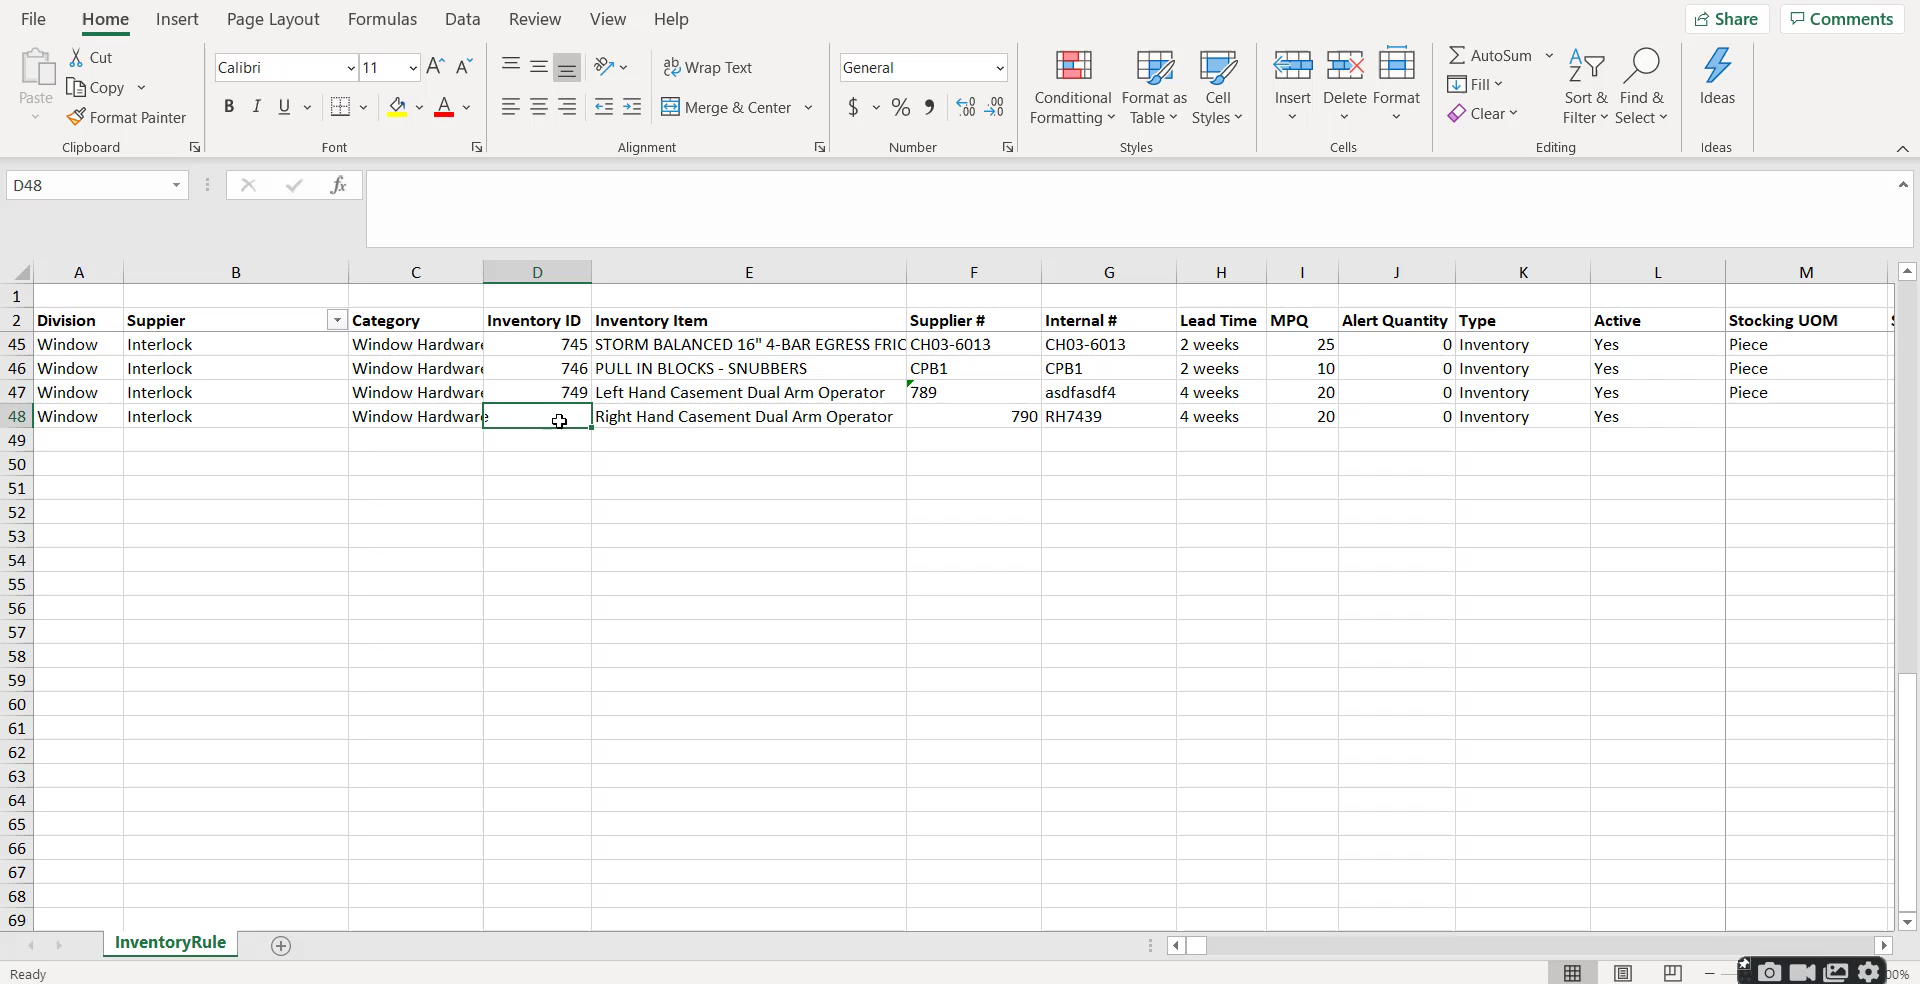 File Home Insert Page Layout Formulas Data Review View Help Share Comments
Paste Cut Copy Format Painter Clipboard
Calibri 11 A A B I U A Font
ab Wrap Text Merge & Center Alignment
General $ % 9 .00 .00 Number
Conditional Formatting Format as Table Cell Styles Styles
Insert Delete Format Cells
AutoSum Fill Clear Sort & Filter Find & Select Editing
Ideas Ideas
D48 fx
A B C D E F G H I J K L M
1
2 Division Suppier Category Inventory ID Inventory Item Supplier # Internal # Lead Time MPQ Alert Quantity Type Active Stocking UOM
45 Window Interlock Window Hardware 745 STORM BALANCED 16" 4-BAR EGRESS FRIC CH03-6013 CH03-6013 2 weeks 25 0 Inventory Yes Piece
46 Window Interlock Window Hardware 746 PULL IN BLOCKS - SNUBBERS CPB1 CPB1 2 weeks 10 0 Inventory Yes Piece
47 Window Interlock Window Hardware 749 Left Hand Casement Dual Arm Operator 789 asdfasdf4 4 weeks 20 0 Inventory Yes Piece
48 Window Interlock Window Hardware Right Hand Casement Dual Arm Operator 790 RH7439 4 weeks 20 0 Inventory Yes
49
50
51
52
53
54
55
56
57
58
59
60
61
62
63
64
65
66
67
68
69
InventoryRule
Ready 00%